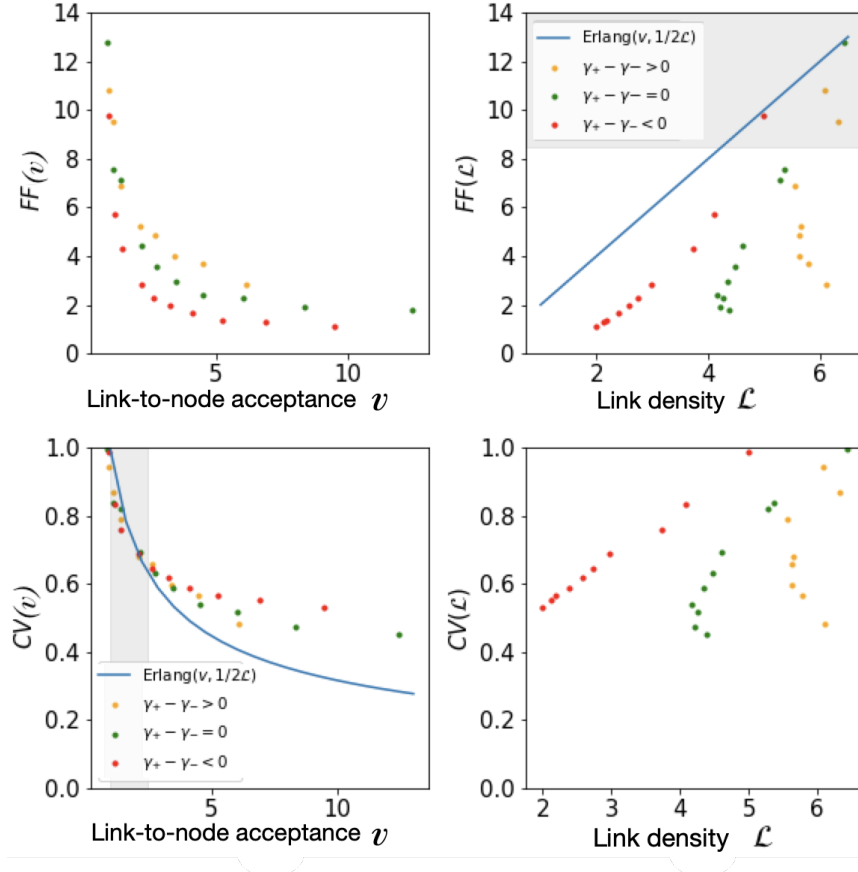 14
12
10
8
6
4
2
0
FF(v)
5
10
Link-to-node acceptance v
14
12
10
8
6
4
2
0
FF(ℒ)
Erlang(v, 1/2ℒ)
γ₊ − γ− > 0
γ₊ − γ− = 0
γ₊ − γ₋ < 0
2
4
6
Link density ℒ
1.0
0.8
0.6
0.4
0.2
0.0
CV(v)
Erlang(v, 1/2ℒ)
γ₊ − γ₋ > 0
γ₊ − γ₋ = 0
γ₊ − γ₋ < 0
5
10
Link-to-node acceptance v
1.0
0.8
0.6
0.4
0.2
0.0
CV(ℒ)
2
3
4
5
6
Link density ℒ